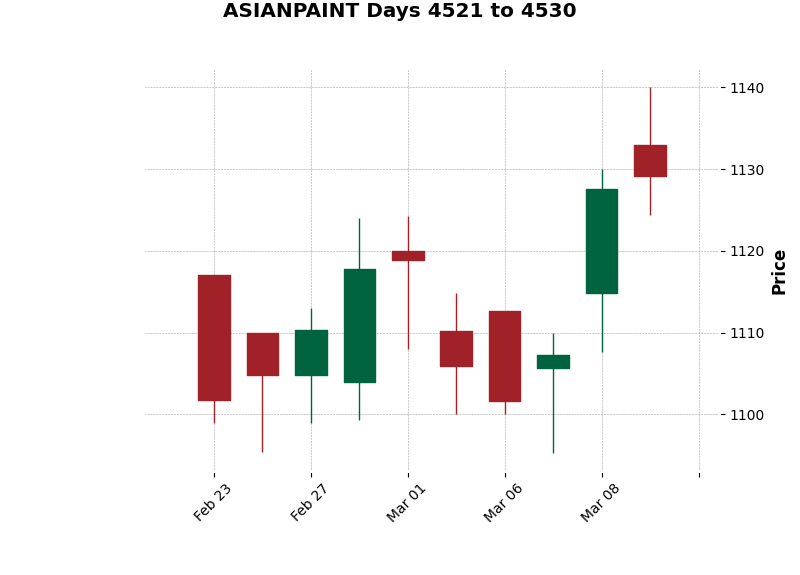 ASIANPAINT Days 4521 to 4530
1140
1130
1120
1110
1100
Price
Feb 23
Feb 27
Mar 01
Mar 06
Mar 08